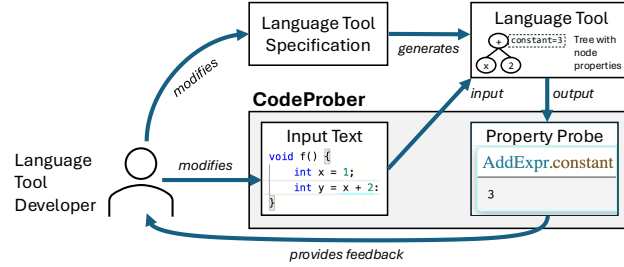 Language Tool
Specification
generates
Language Tool
+
constant=3
x
2
Tree with
node
properties
modifies
input
output
CodeProber
Language
Tool
Developer
modifies
Input Text
void f() {
int x = 1;
int y = x + 2:
}
Property Probe
AddExpr.constant
3
provides feedback